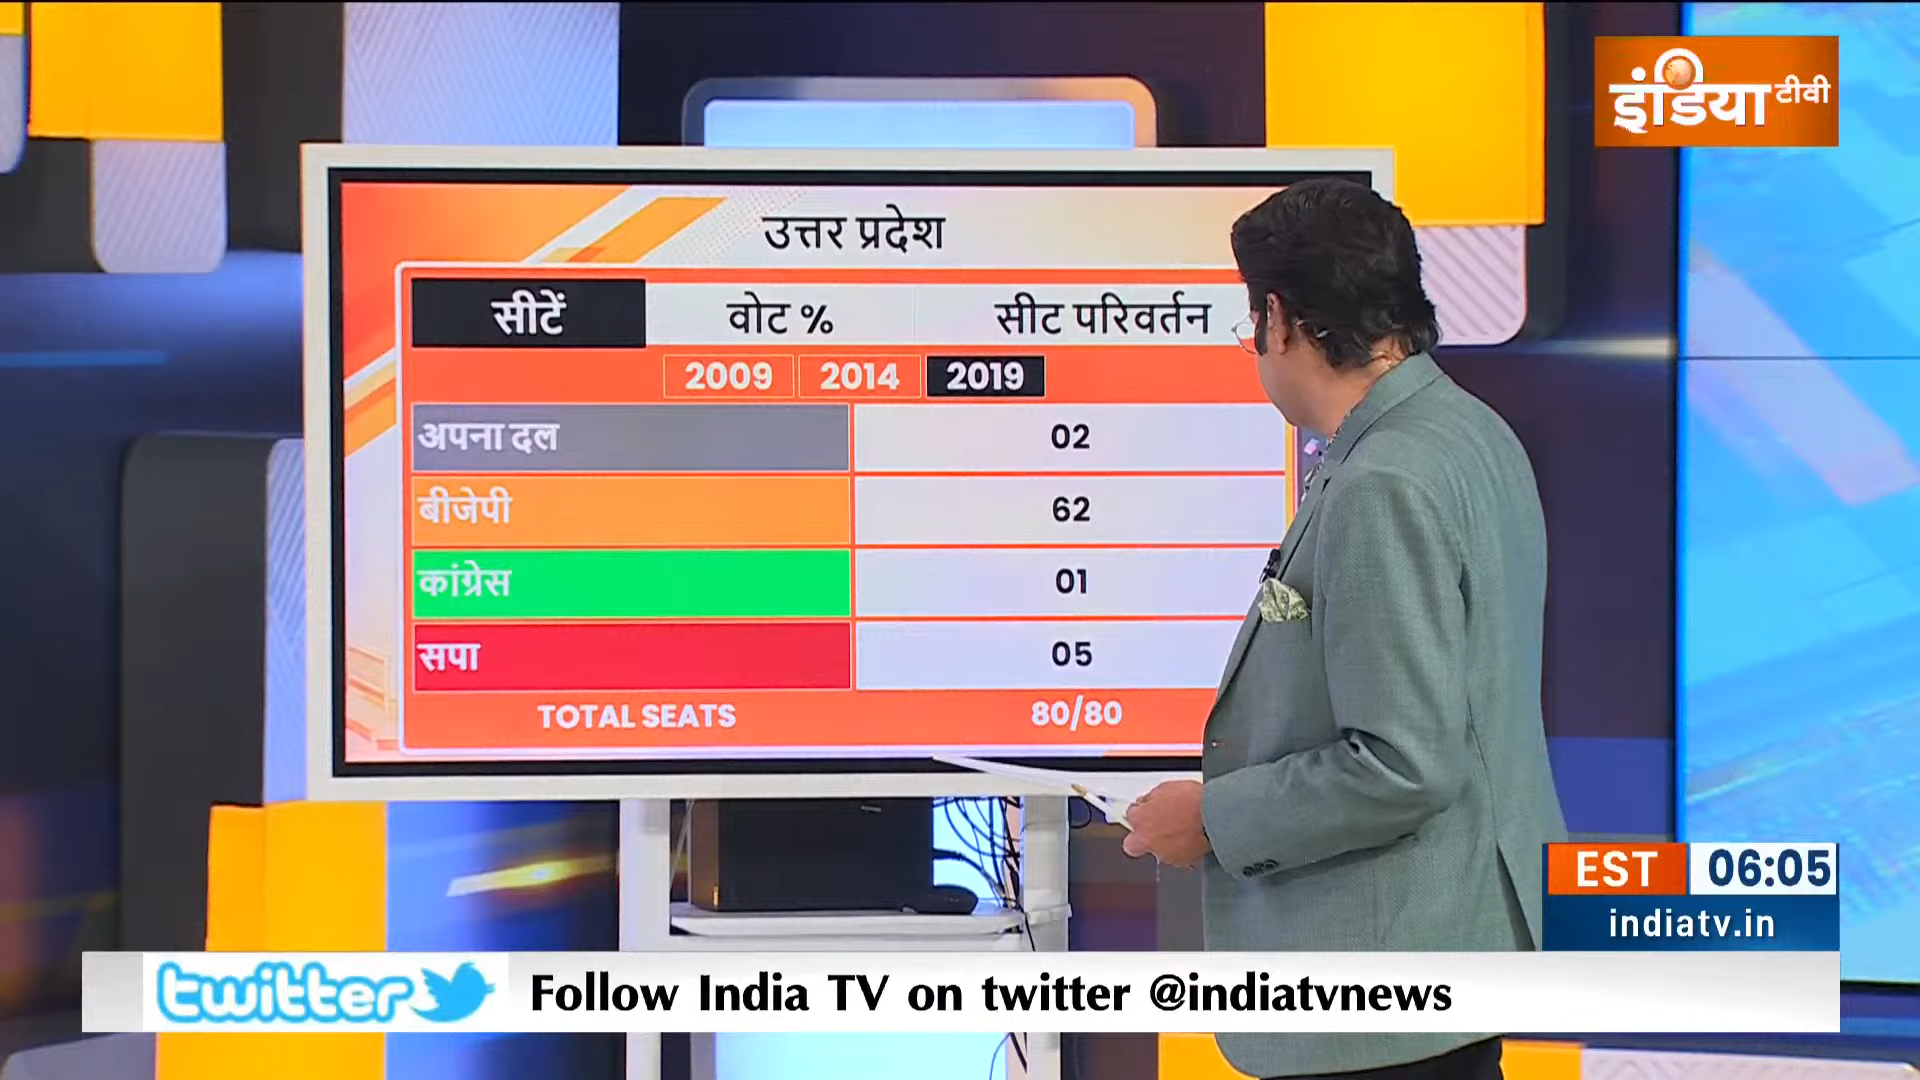 इंडिया टीवी
उत्तर प्रदेश
सीटें वोट % सीट परिवर्तन
2009 2014 2019
अपना दल 02
बीजेपी 62
कांग्रेस 01
सपा 05
TOTAL SEATS 80/80
EST 06:05
indiatv.in
twitter Follow India TV on twitter @indiatvnews